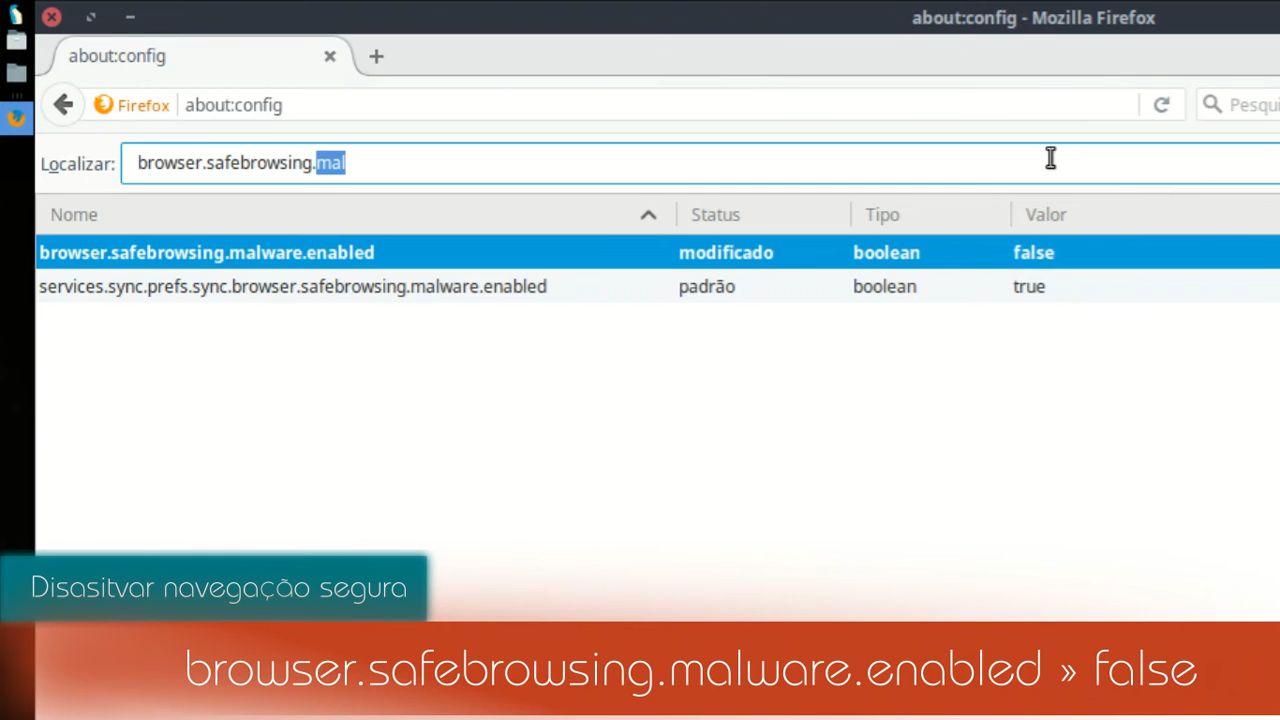 about:config - Mozilla Firefox
about:config
Firefox about:config
Localizar: browser.safebrowsing.mal
Nome Status Tipo Valor
browser.safebrowsing.malware.enabled modificado boolean false
services.sync.prefs.sync.browser.safebrowsing.malware.enabled padrão boolean true
Disasitvar navegação segura
browser.safebrowsing.malware.enabled » false